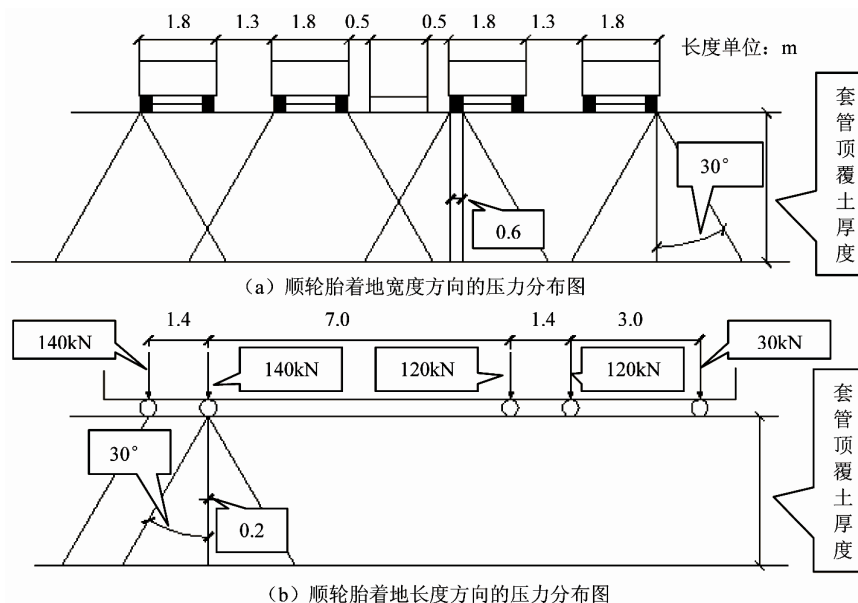 1.8 1.3 1.8 0.5 0.5 1.8 1.3 1.8
长度单位：m
套管顶覆土厚度
30°
0.6
（a）顺轮胎着地宽度方向的压力分布图
1.4 7.0 1.4 3.0
140kN
30kN
140kN
120kN
120kN
套管顶覆土厚度
30°
0.2
（b）顺轮胎着地长度方向的压力分布图